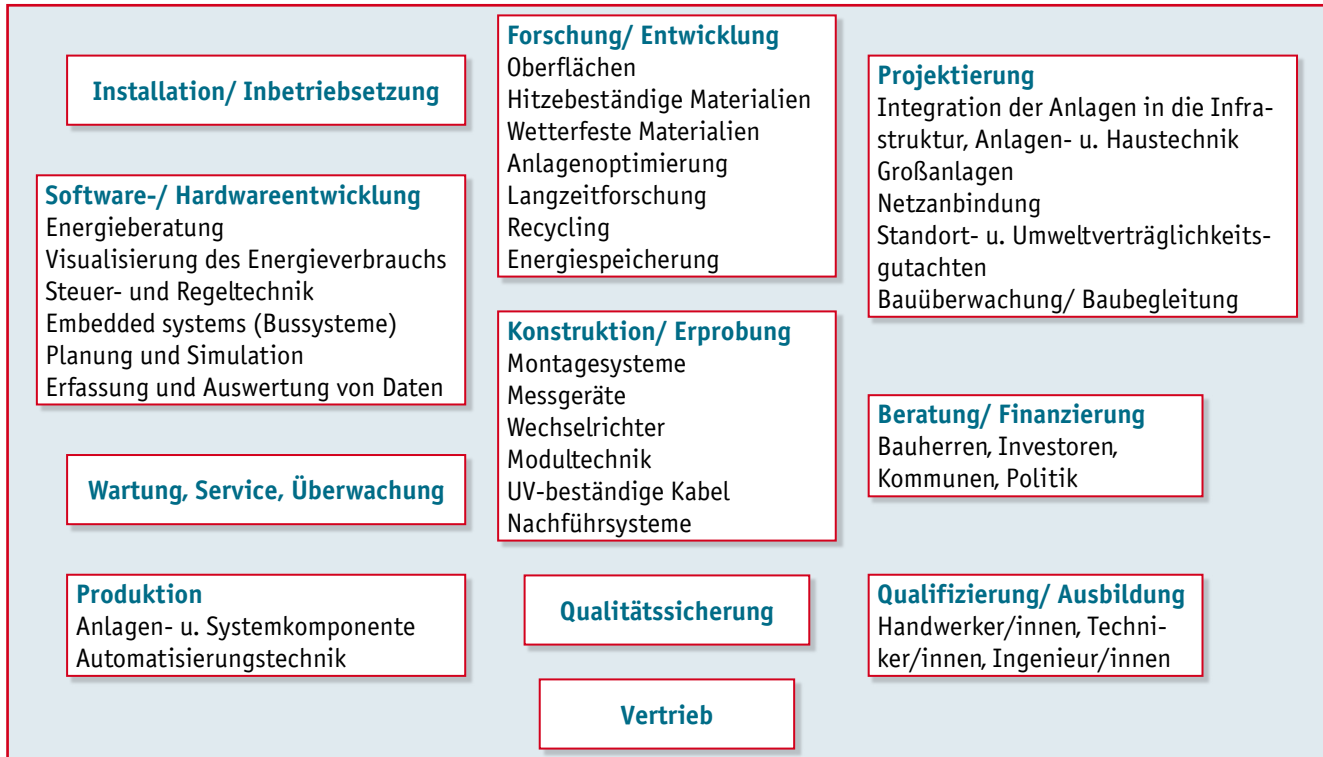 Installation/ Inbetriebsetzung
Software-/ Hardwareentwicklung
Energieberatung
Visualisierung des Energieverbrauchs
Steuer- und Regeltechnik
Embedded systems (Bussysteme)
Planung und Simulation
Erfassung und Auswertung von Daten
Wartung, Service, Überwachung
Produktion
Anlagen- u. Systemkomponente
Automatisierungstechnik
Forschung/ Entwicklung
Oberflächen
Hitzebeständige Materialien
Wetterfeste Materialien
Anlagenoptimierung
Langzeitforschung
Recycling
Energiespeicherung
Konstruktion/ Erprobung
Montagesysteme
Messgeräte
Wechselrichter
Modultechnik
UV-beständige Kabel
Nachführsysteme
Qualitätssicherung
Vertrieb
Projektierung
Integration der Anlagen in die Infra-
struktur, Anlagen- u. Haustechnik
Großanlagen
Netzanbindung
Standort- u. Umweltverträglichkeits-
gutachten
Bauüberwachung/ Baubegleitung
Beratung/ Finanzierung
Bauherren, Investoren,
Kommunen, Politik
Qualifizierung/ Ausbildung
Handwerker/innen, Techni-
ker/innen, Ingenieur/innen